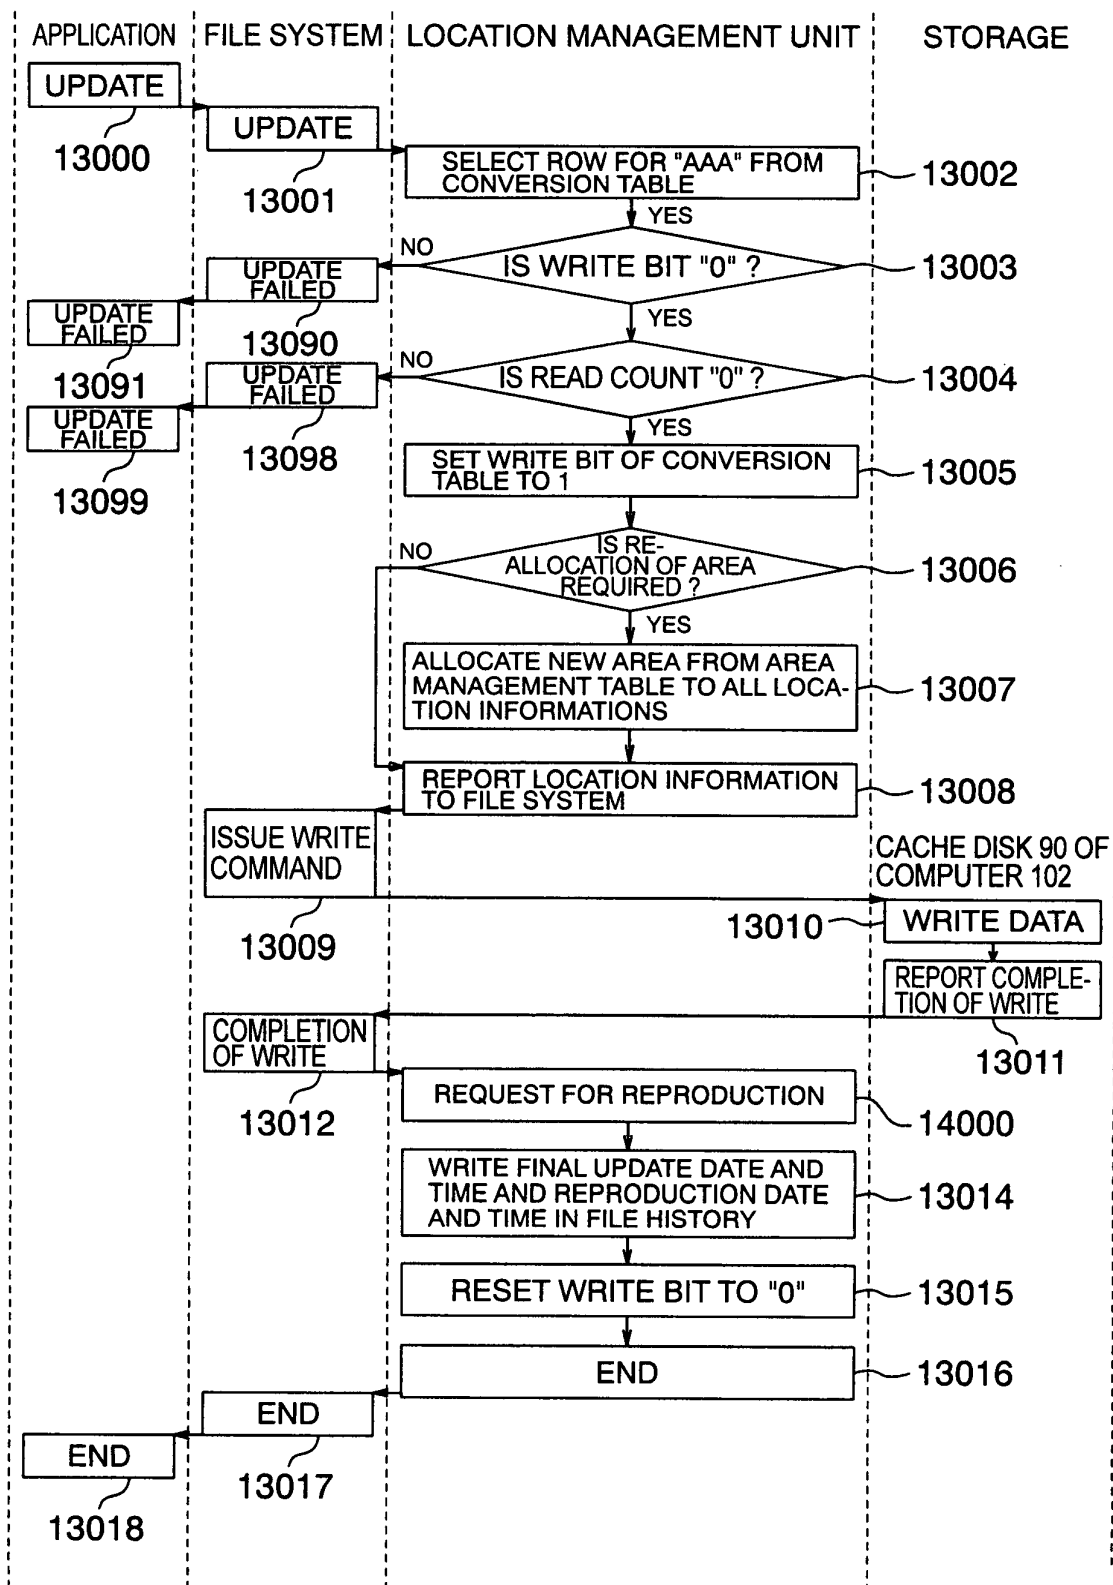 APPLICATION FILE SYSTEM LOCATION MANAGEMENT UNIT STORAGE
UPDATE
13000
UPDATE
13001
SELECT ROW FOR "AAA" FROM
CONVERSION TABLE
13002
YES
IS WRITE BIT "0" ?
13003
NO
UPDATE
FAILED
13090
UPDATE
FAILED
13091
YES
IS READ COUNT "0" ?
13004
NO
UPDATE
FAILED
13098
UPDATE
FAILED
13099
YES
SET WRITE BIT OF CONVERSION
TABLE TO 1
13005
IS RE-
ALLOCATION OF AREA
REQUIRED ?
13006
NO
YES
ALLOCATE NEW AREA FROM AREA
MANAGEMENT TABLE TO ALL LOCA-
TION INFORMATIONS
13007
REPORT LOCATION INFORMATION
TO FILE SYSTEM
13008
ISSUE WRITE
COMMAND
13009
CACHE DISK 90 OF
COMPUTER 102
WRITE DATA
13010
REPORT COMPLE-
TION OF WRITE
13011
COMPLETION
OF WRITE
13012
REQUEST FOR REPRODUCTION
14000
WRITE FINAL UPDATE DATE AND
TIME AND REPRODUCTION DATE
AND TIME IN FILE HISTORY
13014
RESET WRITE BIT TO "0"
13015
END
13016
END
13017
END
13018